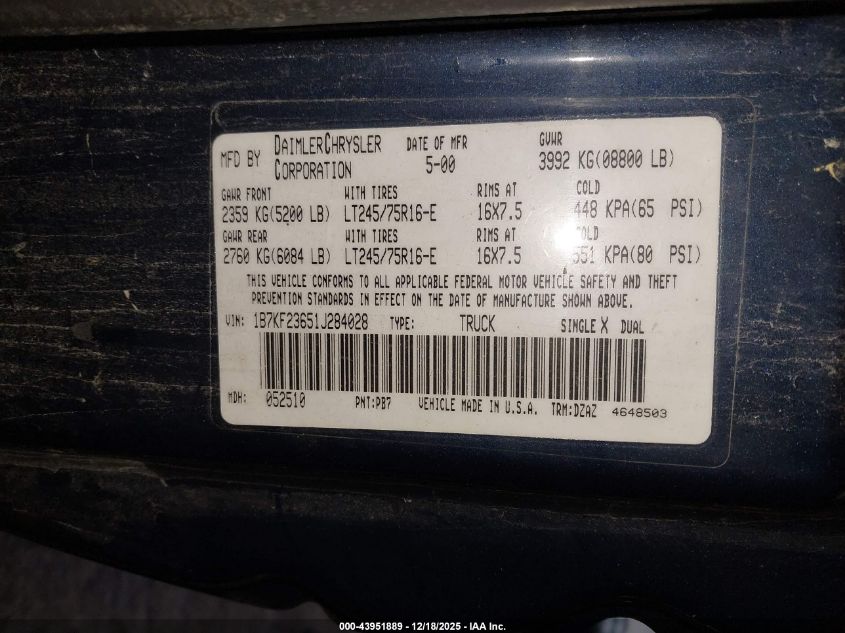 MFD BY DAIMLERCHRYSLER CORPORATION DATE OF MFR 5-00 GVWR 3992 KG(08800 LB)
GAWR FRONT WITH TIRES RIMS AT COLD
2359 KG(5200 LB) LT245/75R16-E 16X7.5 448 KPA(65 PSI)
GAWR REAR WITH TIRES RIMS AT COLD
2760 KG(6084 LB) LT245/75R16-E 16X7.5 551 KPA(80 PSI)
THIS VEHICLE CONFORMS TO ALL APPLICABLE FEDERAL MOTOR VEHICLE SAFETY AND THEFT
PREVENTION STANDARDS IN EFFECT ON THE DATE OF MANUFACTURE SHOWN ABOVE.
VIN: 1B7KF23651J284028 TYPE: TRUCK SINGLE X DUAL
MDH: 052510 PNT:PB7 VEHICLE MADE IN U.S.A. TRM:DZAZ 4648503
000-43951889 - 12/18/2025 - IAA Inc.